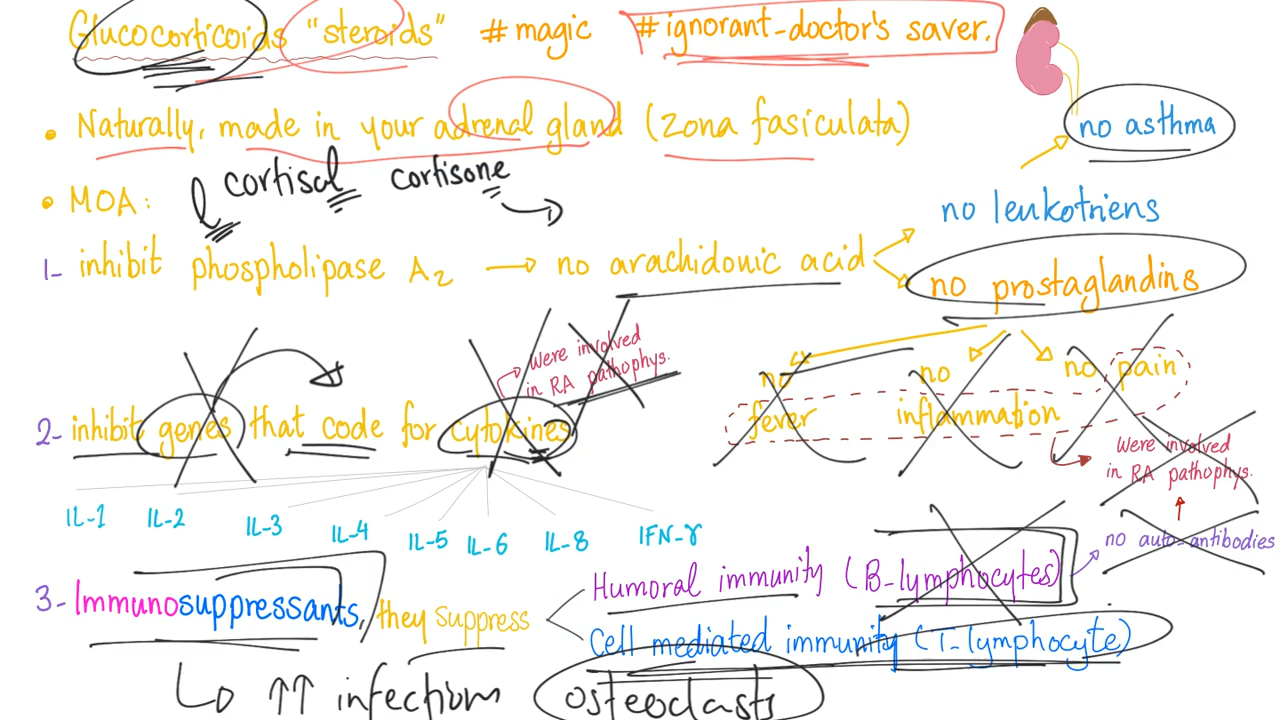 Glucocorticoids "steroids" #magic #ignorant-doctor's saver.
• Naturally, made in your adrenal gland (zona fasiculata)
no asthma
cortisol cortisone
• MOA:
no leukotriens
1- inhibit phospholipase A2 → no arachidonic acid
no prostaglandins
Were involved
in RA pathophys.
no fever
no inflammation
no pain
2- inhibit genes that code for cytokines
Were involved
in RA pathophys.
IL-1 IL-2 IL-3 IL-4 IL-5 IL-6 IL-8 IFN-γ
no auto-antibodies
3- Immunosuppressants, they suppress
Humoral immunity (B-lymphocytes)
Cell mediated immunity (T-lymphocyte)
↑↑ infections osteoclasts